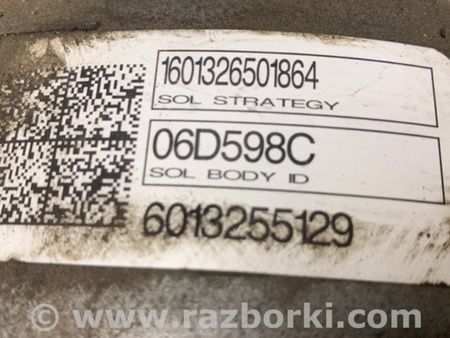 1601326501864
SOL STRATEGY
06D598C
SOL BODY ID
6013255129
© www.razborki.com